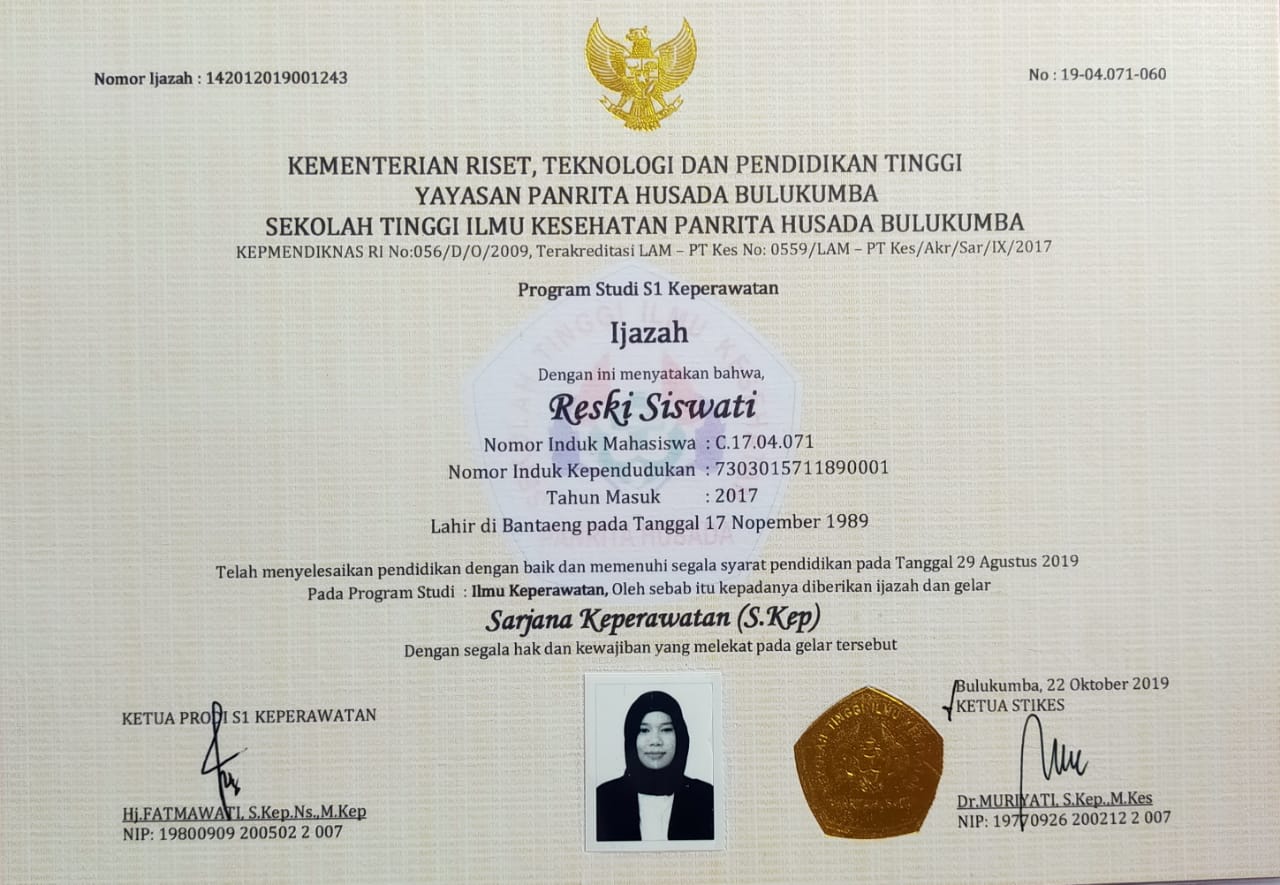 Nomor Ijazah : 142012019001243
No : 19-04.071-060
KEMENTERIAN RISET, TEKNOLOGI DAN PENDIDIKAN TINGGI
YAYASAN PANRITA HUSADA BULUKUMBA
SEKOLAH TINGGI ILMU KESEHATAN PANRITA HUSADA BULUKUMBA
KEPMENDIKNAS RI No:056/D/O/2009, Terakreditasi LAM – PT Kes No: 0559/LAM – PT Kes/Akr/Sar/IX/2017
Program Studi S1 Keperawatan
Ijazah
Dengan ini menyatakan bahwa,
Reski Siswati
Nomor Induk Mahasiswa : C.17.04.071
Nomor Induk Kependudukan : 7303015711890001
Tahun Masuk : 2017
Lahir di Bantaeng pada Tanggal 17 Nopember 1989
Telah menyelesaikan pendidikan dengan baik dan memenuhi segala syarat pendidikan pada Tanggal 29 Agustus 2019
Pada Program Studi : Ilmu Keperawatan, Oleh sebab itu kepadanya diberikan ijazah dan gelar
Sarjana Keperawatan (S.Kep)
Dengan segala hak dan kewajiban yang melekat pada gelar tersebut
KETUA PRODI S1 KEPERAWATAN
Hj.FATMAWATI, S.Kep.Ns.,M.Kep
NIP: 19800909 200502 2 007
Bulukumba, 22 Oktober 2019
KETUA STIKES
Dr.MURIYATI, S.Kep.,M.Kes
NIP: 19770926 200212 2 007